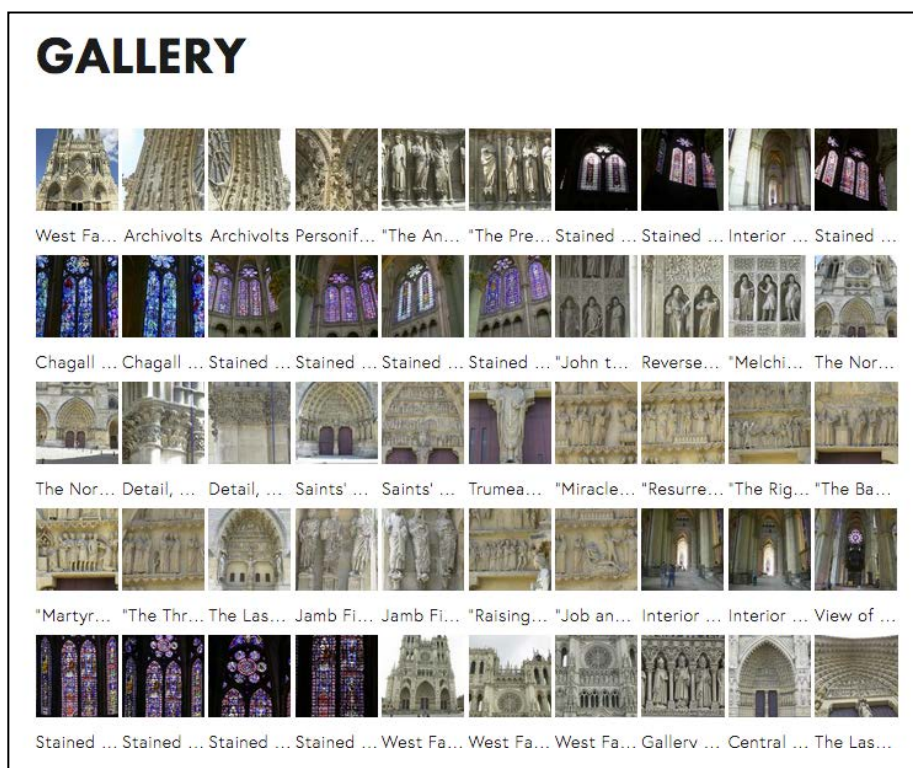 GALLERY
West Fa... Archivolts Archivolts Personif... "The An... "The Pre... Stained ... Stained ... Interior ... Stained ...
Chagall ... Chagall ... Stained ... Stained ... Stained ... Stained ... "John t... Reverse... "Melchi... The Nor...
The Nor... Detail, ... Detail, ... Saints' ... Saints' ... Trumea... "Miracle... "Resurre... "The Rig... "The Ba...
"Martyr... "The Thr... The Las... Jamb Fi... Jamb Fi... "Raising... "Job an... Interior ... Interior ... View of ...
Stained ... Stained ... Stained ... Stained ... West Fa... West Fa... West Fa... Gallery ... Central ... The Las...